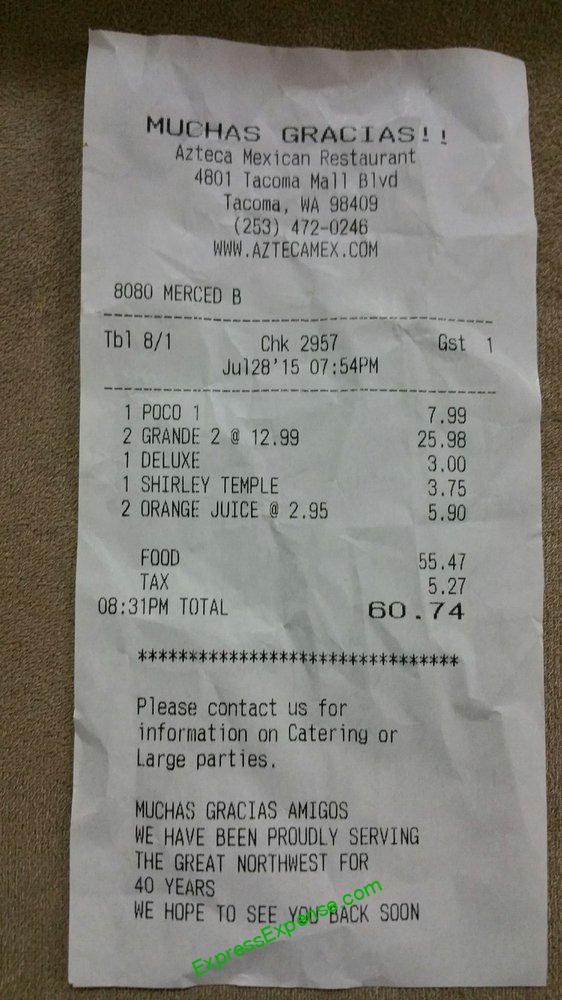 MUCHAS GRACIAS!!
Azteca Mexican Restaurant
4801 Tacoma Mall Blvd
Tacoma, WA 98409
(253) 472-0246
WWW.AZTECAMEX.COM
8080 MERCED B
Tbl 8/1 Chk 2957 Gst 1
Jul28'15 07:54PM
1 POCO 1 7.99
2 GRANDE 2 @ 12.99 25.98
1 DELUXE 3.00
1 SHIRLEY TEMPLE 3.75
2 ORANGE JUICE @ 2.95 5.90
FOOD 55.47
TAX 5.27
08:31PM TOTAL 60.74
********************************
Please contact us for
information on Catering or
Large parties.
MUCHAS GRACIAS AMIGOS
WE HAVE BEEN PROUDLY SERVING
THE GREAT NORTHWEST FOR
40 YEARS
WE HOPE TO SEE YOU BACK SOON
ExpressExpense.com